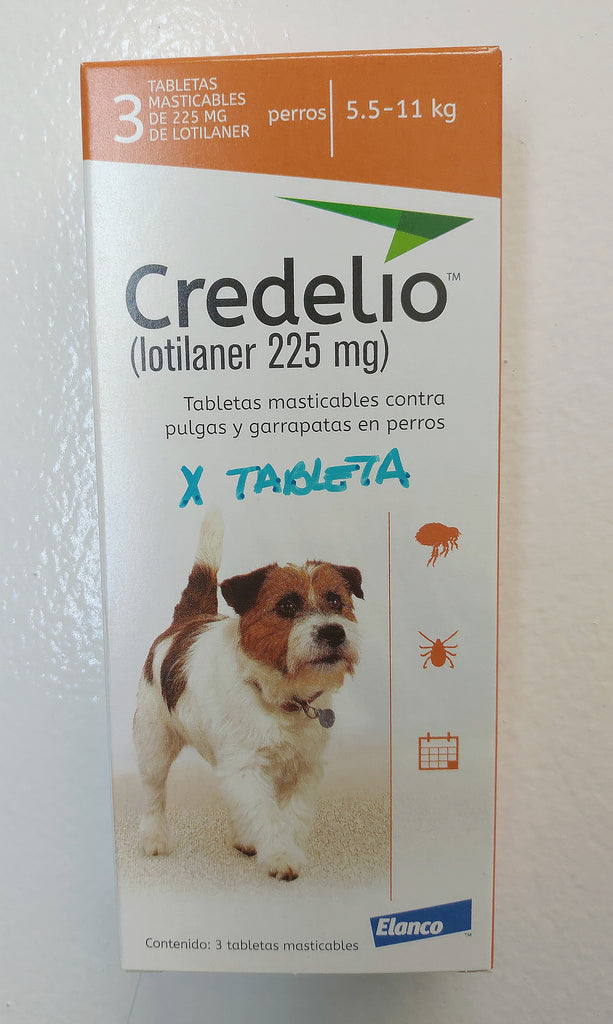 3
TABLETAS
MASTICABLES
DE 225 MG
DE LOTILANER
perros
5.5-11 kg
Credelio™
(lotilaner 225 mg)
Tabletas masticables contra
pulgas y garrapatas en perros
X TABLETA
Elanco™
Contenido: 3 tabletas masticables